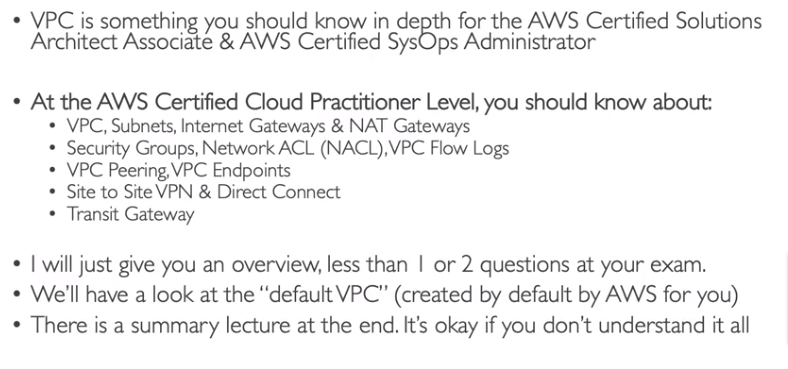 • VPC is something you should know in depth for the AWS Certified Solutions
Architect Associate & AWS Certified SysOps Administrator
• At the AWS Certified Cloud Practitioner Level, you should know about:
• VPC, Subnets, Internet Gateways & NAT Gateways
• Security Groups, Network ACL (NACL), VPC Flow Logs
• VPC Peering, VPC Endpoints
• Site to Site VPN & Direct Connect
• Transit Gateway
• I will just give you an overview, less than 1 or 2 questions at your exam.
• We’ll have a look at the “default VPC” (created by default by AWS for you)
• There is a summary lecture at the end. It’s okay if you don’t understand it all